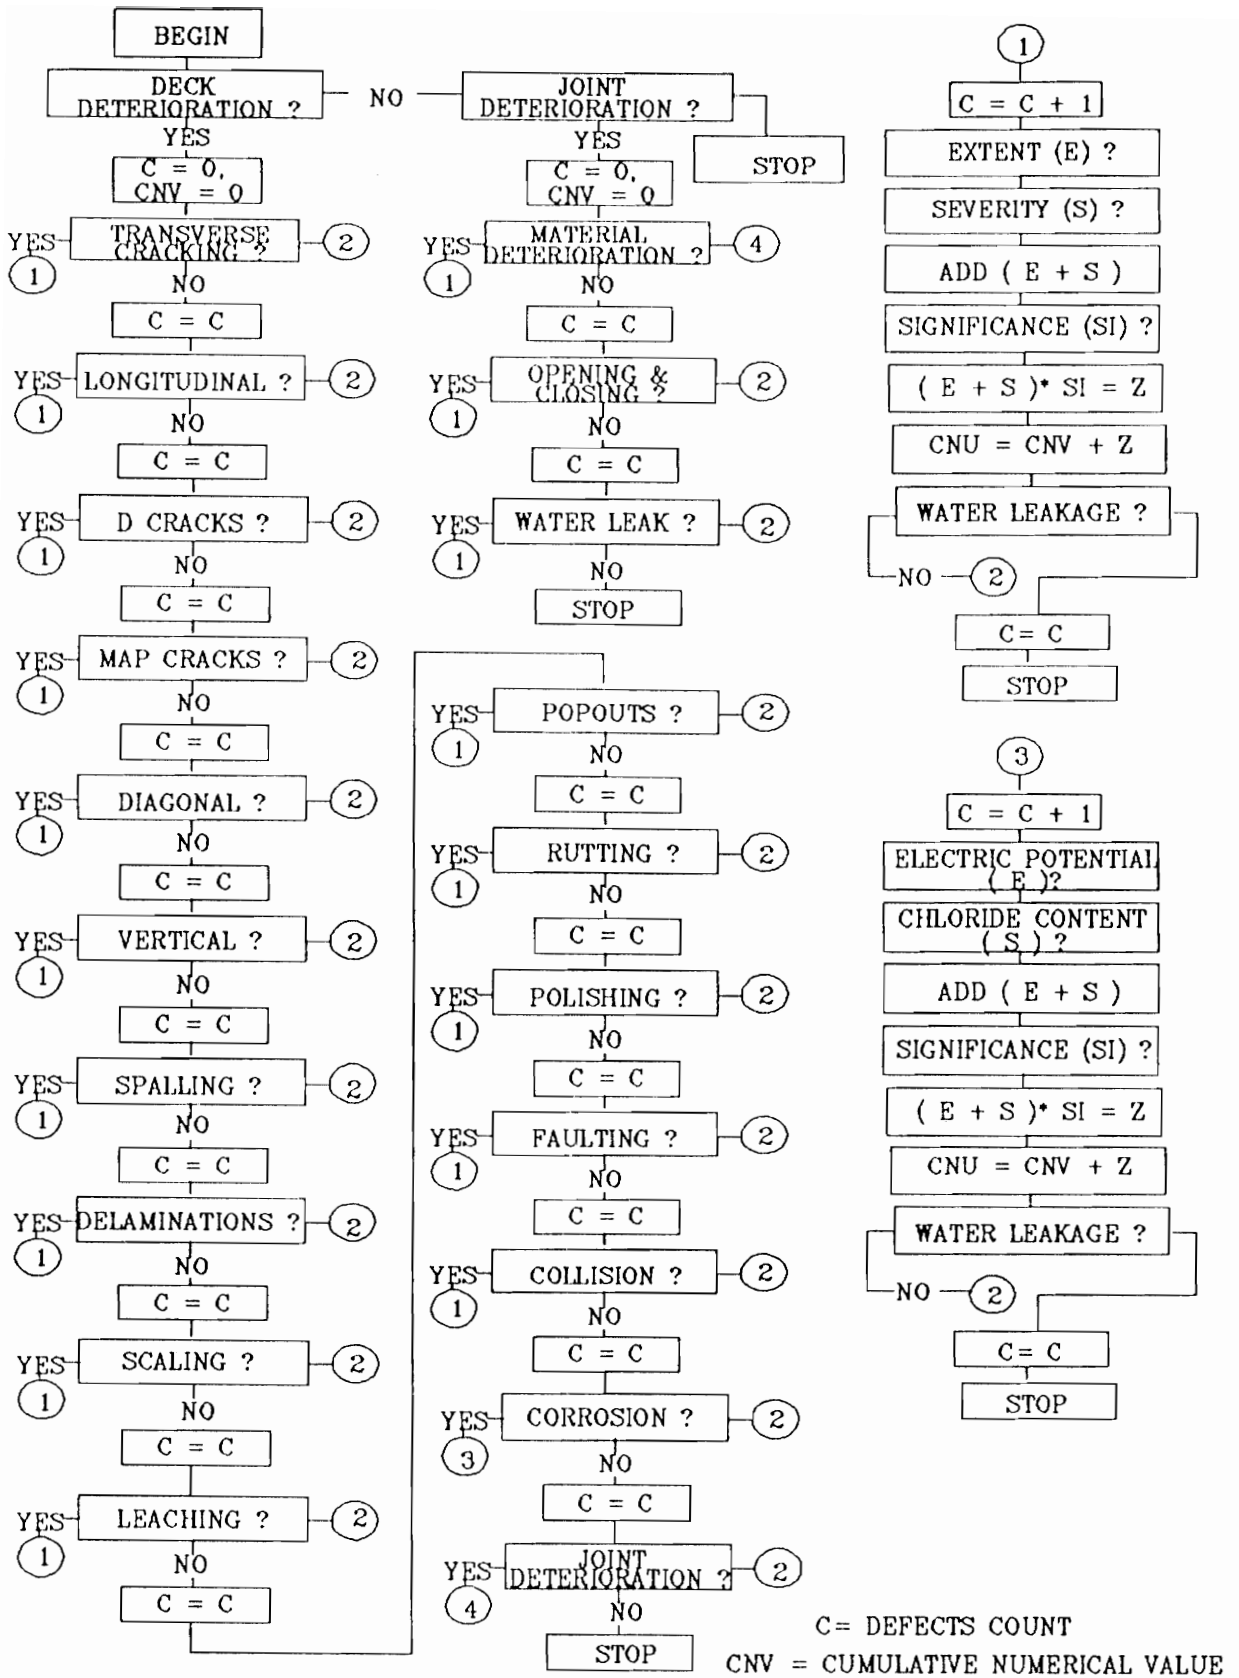 BEGIN
DECK
DETERIORATION ?
NO
YES
C = 0,
CNV = 0
TRANSVERSE
CRACKING ?
YES
1
2
NO
C = C
LONGITUDINAL ?
YES
1
2
NO
C = C
D CRACKS ?
YES
1
2
NO
C = C
MAP CRACKS ?
YES
1
2
NO
C = C
DIAGONAL ?
YES
1
2
NO
C = C
VERTICAL ?
YES
1
2
NO
C = C
SPALLING ?
YES
1
2
NO
C = C
DELAMINATIONS ?
YES
1
2
NO
C = C
SCALING ?
YES
1
2
NO
C = C
LEACHING ?
YES
1
2
NO
C = C
JOINT
DETERIORATION ?
STOP
YES
C = 0,
CNV = 0
MATERIAL
DETERIORATION ?
YES
1
4
NO
C = C
OPENING &
CLOSING ?
YES
1
2
NO
C = C
WATER LEAK ?
YES
1
2
NO
STOP
POPOUTS ?
YES
1
2
NO
C = C
RUTTING ?
YES
1
2
NO
C = C
POLISHING ?
YES
1
2
NO
C = C
FAULTING ?
YES
1
2
NO
C = C
COLLISION ?
YES
1
2
NO
C = C
CORROSION ?
YES
3
2
NO
C = C
JOINT
DETERIORATION ?
YES
4
2
NO
STOP
1
C = C + 1
EXTENT (E) ?
SEVERITY (S) ?
ADD ( E + S )
SIGNIFICANCE (SI) ?
( E + S )* SI = Z
CNU = CNV + Z
WATER LEAKAGE ?
NO
2
C= C
STOP
3
C = C + 1
ELECTRIC POTENTIAL
( E )?
CHLORIDE CONTENT
( S ) ?
ADD ( E + S )
SIGNIFICANCE (SI) ?
( E + S )* SI = Z
CNU = CNV + Z
WATER LEAKAGE ?
NO
2
C= C
STOP
C= DEFECTS COUNT
CNV = CUMULATIVE NUMERICAL VALUE